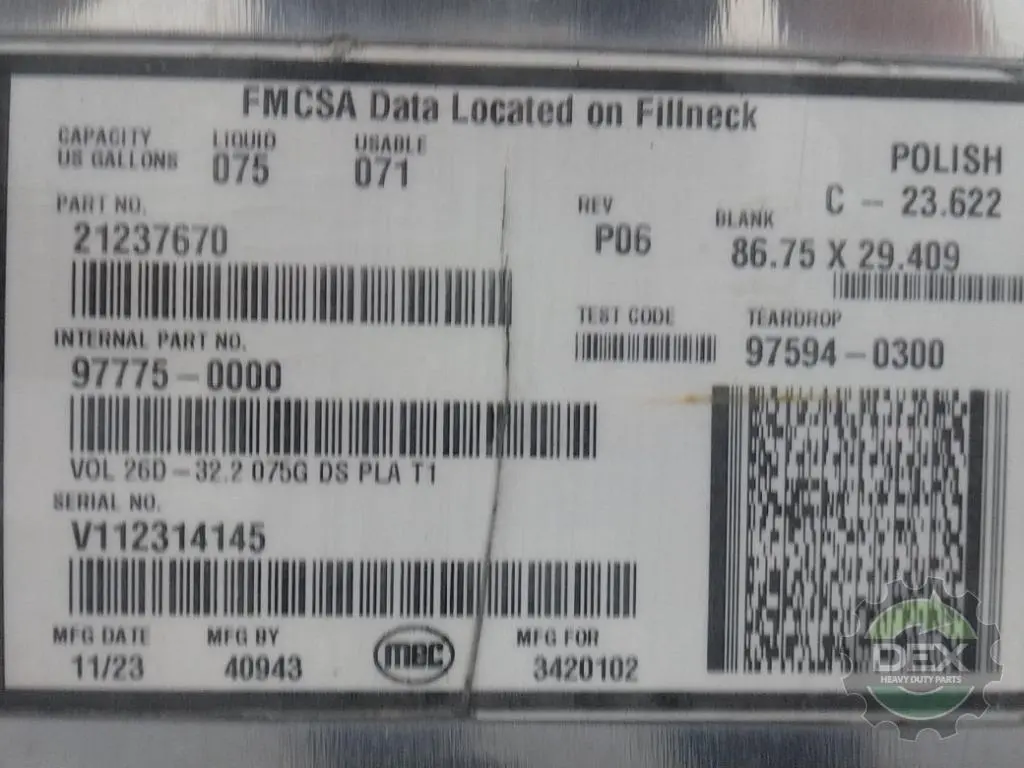 FMCSA Data Located on Fillneck
CAPACITY
US GALLONS
LIQUID
075
USABLE
071
POLISH
C - 23.622
PART NO.
21237670
REV
P06
BLANK
86.75 X 29.409
INTERNAL PART NO.
97775-0000
TEST CODE
TEARDROP
97594-0300
VOL 26D-32.2 075G DS PLA T1
SERIAL NO.
V112314145
MFG DATE
11/23
MFG BY
40943
mec
MFG FOR
3420102
DEX
HEAVY DUTY PARTS